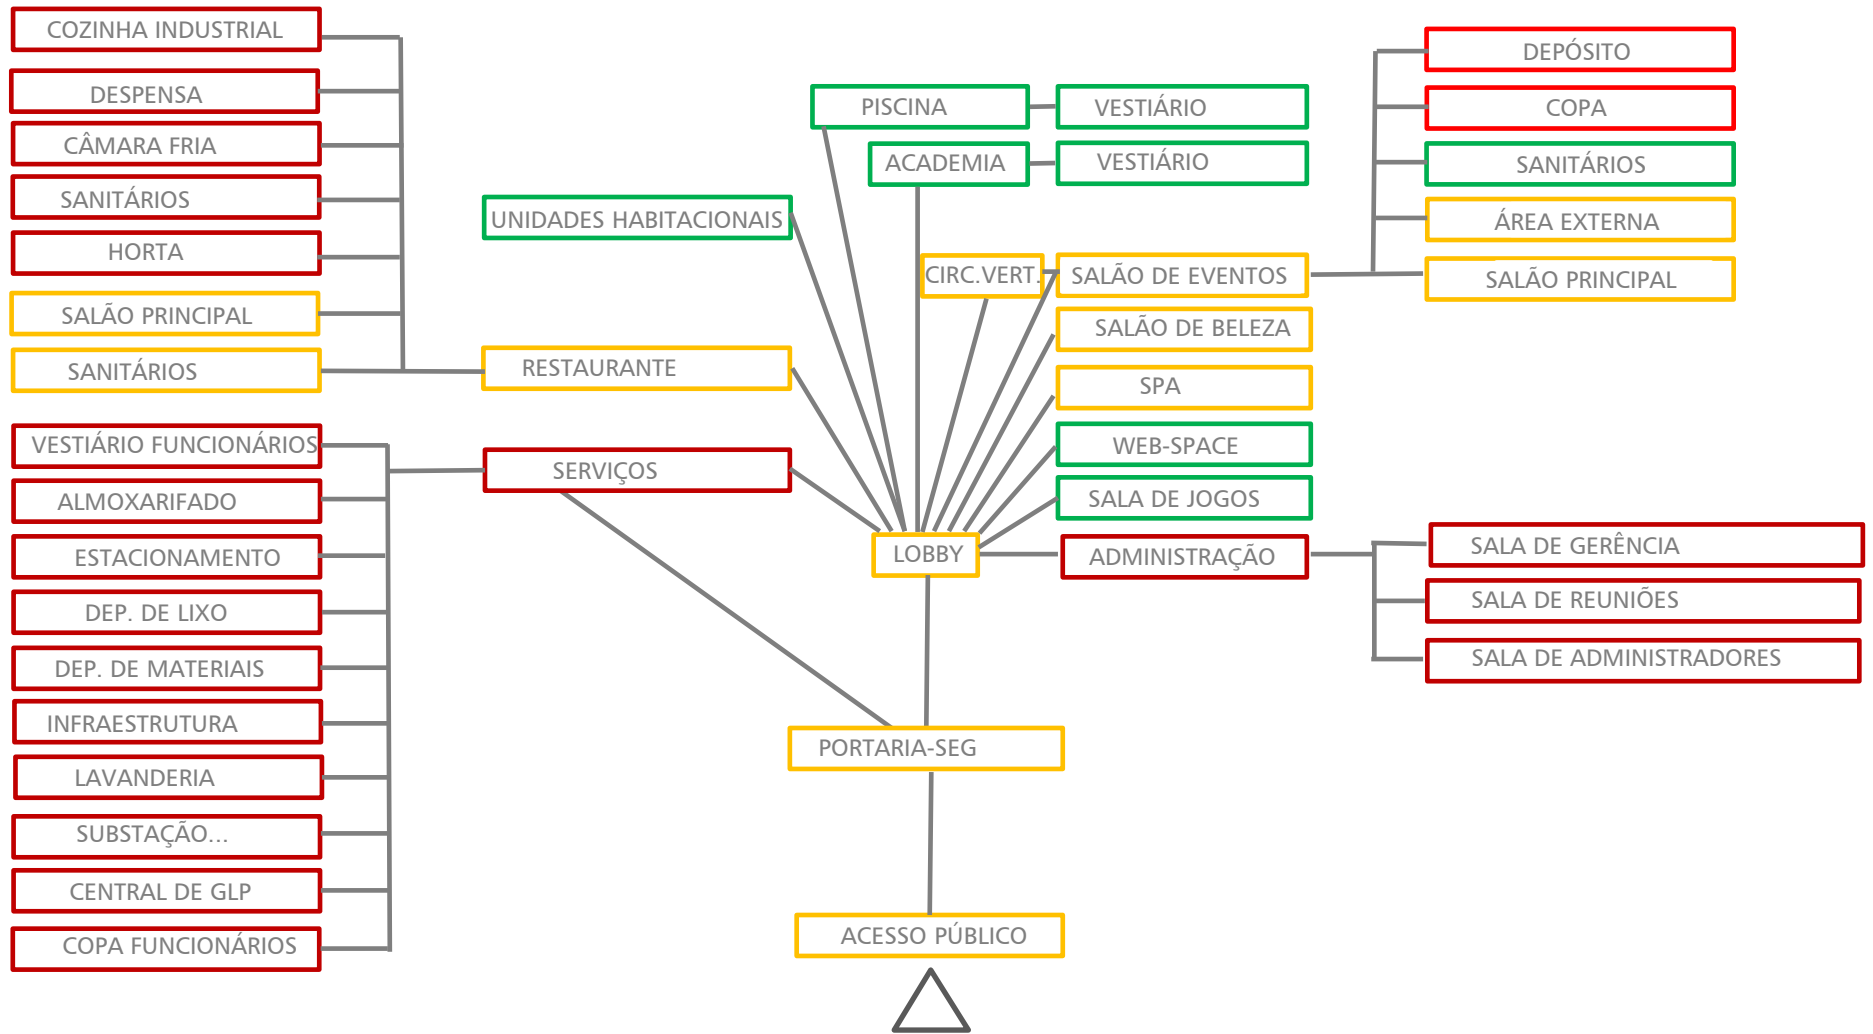 COZINHA INDUSTRIAL
DESPENSA
CÂMARA FRIA
SANITÁRIOS
HORTA
SALÃO PRINCIPAL
SANITÁRIOS
VESTIÁRIO FUNCIONÁRIOS
ALMOXARIFADO
ESTACIONAMENTO
DEP. DE LIXO
DEP. DE MATERIAIS
INFRAESTRUTURA
LAVANDERIA
SUBSTAÇÃO...
CENTRAL DE GLP
COPA FUNCIONÁRIOS
UNIDADES HABITACIONAIS
RESTAURANTE
SERVIÇOS
PISCINA
ACADEMIA
CIRC.VERT.
LOBBY
PORTARIA-SEG
ACESSO PÚBLICO
VESTIÁRIO
VESTIÁRIO
SALÃO DE EVENTOS
SALÃO DE BELEZA
SPA
WEB-SPACE
SALA DE JOGOS
ADMINISTRAÇÃO
DEPÓSITO
COPA
SANITÁRIOS
ÁREA EXTERNA
SALÃO PRINCIPAL
SALA DE GERÊNCIA
SALA DE REUNIÕES
SALA DE ADMINISTRADORES